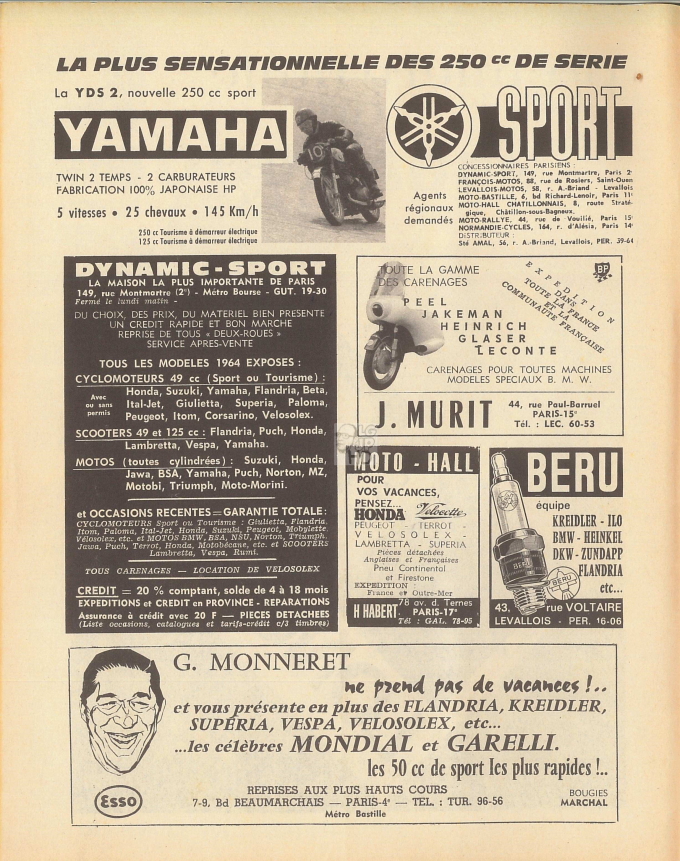 LA PLUS SENSATIONNELLE DES 250 cc DE SERIE
La YDS 2, nouvelle 250 cc sport
YAMAHA
TWIN 2 TEMPS - 2 CARBURATEURS
FABRICATION 100% JAPONAISE HP
5 vitesses • 25 chevaux • 145 Km/h
250 cc Tourisme à démarreur électrique
125 cc Tourisme à démarreur électrique
SPORT
Agents
régionaux
demandés
CONCESSIONNAIRES PARISIENS :
DYNAMIC-SPORT, 149, rue Montmartre, Paris 2e
FRANÇOIS-MOTOS, 88, rue de Rosiers, Saint-Ouen
LEVALLOIS-MOTOS, 58, r. A.-Briand - Levallois
MOTO-BASTILLE, 6, bd Richard-Lenoir, Paris 11e
MOTO-HALL CHATILLONNAIS, 8, route Straté-
gique, Châtillon-sous-Bagneux.
MOTO-RALLYE, 44, rue de Vouillé, Paris 15e
NORMANDIE-CYCLES, 164, r. d'Alésia, Paris 14e
DISTRIBUTEUR :
Sté AMAL, 56, r. A.-Briand, Levallois, PER. 39-64
DYNAMIC-SPORT
LA MAISON LA PLUS IMPORTANTE DE PARIS
149, rue Montmartre (2e) - Métro Bourse - GUT. 19-30
Fermé le lundi matin -
DU CHOIX, DES PRIX, DU MATERIEL BIEN PRESENTE
UN CREDIT RAPIDE ET BON MARCHE
REPRISE DE TOUS « DEUX-ROUES »
SERVICE APRES-VENTE
TOUS LES MODELES 1964 EXPOSES :
CYCLOMOTEURS 49 cc (Sport ou Tourisme) :
Avec
ou sans
permis
Honda, Suzuki, Yamaha, Flandria, Beta,
Ital-Jet, Giulietta, Superia, Paloma,
Peugeot, Itom, Corsarino, Velosolex.
SCOOTERS 49 et 125 cc : Flandria, Puch, Honda,
Lambretta, Vespa, Yamaha.
MOTOS (toutes cylindrées) : Suzuki, Honda,
Jawa, BSA, Yamaha, Puch, Norton, MZ,
Motobi, Triumph, Moto-Morini.
et OCCASIONS RECENTES = GARANTIE TOTALE :
CYCLOMOTEURS Sport ou Tourisme : Giulietta, Flandria,
Itom, Paloma, Ital-Jet, Honda, Suzuki, Peugeot, Mobylette,
Vélosolex, etc. et MOTOS BMW, BSA, NSU, Norton, Triumph,
Jawa, Puch, Terrot, Honda, Motobécane, etc. et SCOOTERS
Lambretta, Vespa, Rumi.
TOUS CARENAGES — LOCATION DE VELOSOLEX
CREDIT = 20 % comptant, solde de 4 à 18 mois
EXPEDITIONS et CREDIT en PROVINCE - REPARATIONS
Assurance à crédit avec 20 F — PIECES DETACHEES
(Liste occasions, catalogues et tarifs-crédit c/3 timbres)
TOUTE LA GAMME
DES CARENAGES
PEEL
JAKEMAN
HEINRICH
GLASER
LECONTE
EXPEDITION
DANS
TOUTE LA FRANCE
ET LA
COMMUNAUTE FRANÇAISE
BP
CARENAGES POUR TOUTES MACHINES
MODELES SPECIAUX B. M. W.
J. MURIT
44, rue Paul-Barruel
PARIS-15e
Tél. : LEC. 60-53
MOTO - HALL
POUR
VOS VACANCES,
PENSEZ...
HONDA Velocette
PEUGEOT - TERROT -
VELOSOLEX -
LAMBRETTA - SUPERIA
Pièces détachées
Anglaises et Françaises
Pneu Continental
et Firestone
EXPEDITION :
France et Outre-Mer
H HABERT
78 av. d. Ternes
PARIS-17e
Tél : GAL. 78-95
BERU
équipe
KREIDLER - ILO
BMW - HEINKEL
DKW - ZUNDAPP
FLANDRIA
etc...
BERU
BERU
43, rue VOLTAIRE
LEVALLOIS - PER. 16-06
G. MONNERET
ne prend pas de vacances !..
et vous présente en plus des FLANDRIA, KREIDLER,
SUPÉRIA, VESPA, VELOSOLEX, etc...
...les célèbres MONDIAL et GARELLI.
les 50 cc de sport les plus rapides !..
Esso
REPRISES AUX PLUS HAUTS COURS
7-9, Bd BEAUMARCHAIS — PARIS-4e — TEL. : TUR. 96-56
Métro Bastille
BOUGIES
MARCHAL